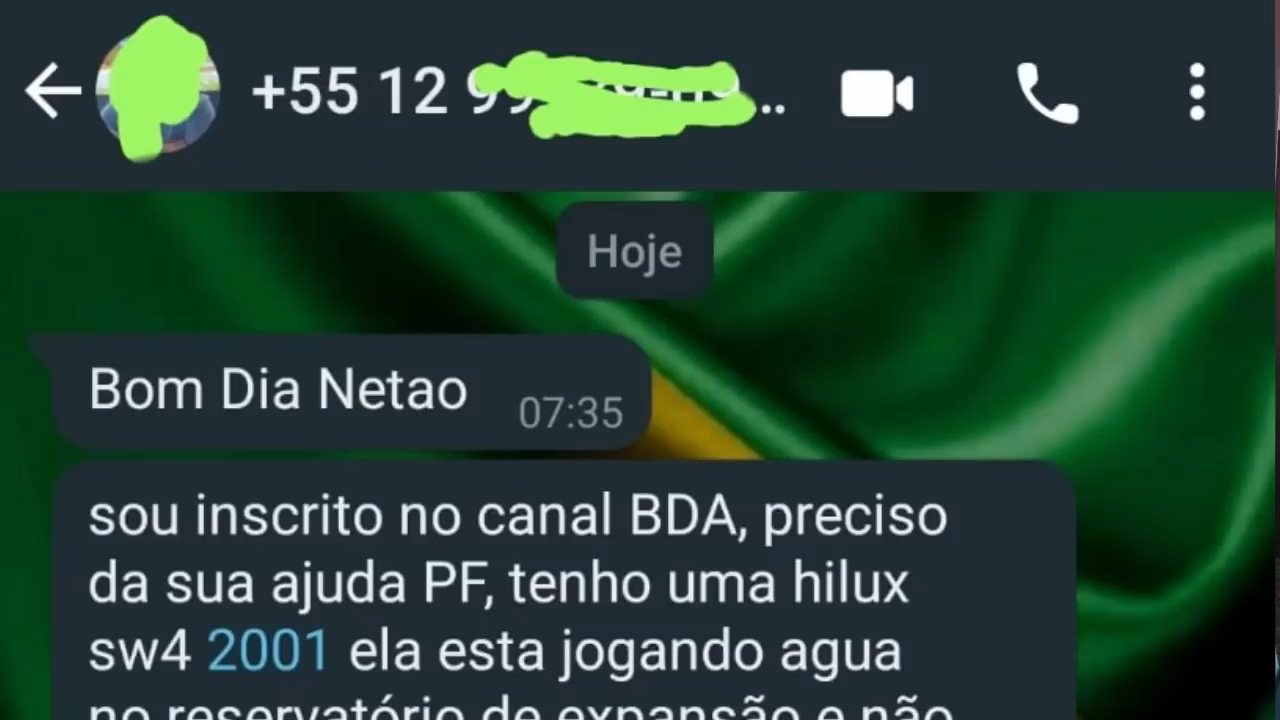 +55 12 99
Hoje
Bom Dia Netao
07:35
sou inscrito no canal BDA, preciso
da sua ajuda PF, tenho uma hilux
sw4 2001 ela esta jogando agua
no reservatório de expansão e não